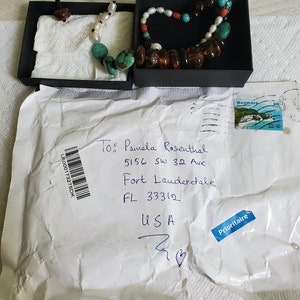 To: Pamela Rosenthal
5156 SW 32 Ave
Fort Lauderdale
FL 33312
USA
Prioritaire